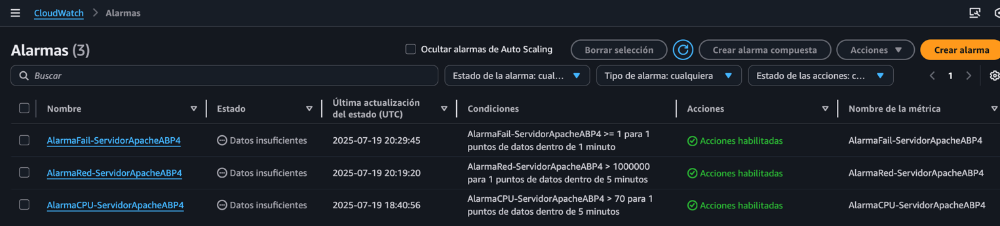 CloudWatch > Alarmas
Alarmas (3)
Ocultar alarmas de Auto Scaling
Borrar selección
Crear alarma compuesta
Acciones
Crear alarma
Buscar
Estado de la alarma: cual...
Tipo de alarma: cualquiera
Estado de las acciones: c...
1
Nombre
Estado
Última actualización
del estado (UTC)
Condiciones
Acciones
Nombre de la métrica
AlarmaFail-ServidorApacheABP4
Datos insuficientes
2025-07-19 20:29:45
AlarmaFail-ServidorApacheABP4 >= 1 para 1
puntos de datos dentro de 1 minuto
Acciones habilitadas
AlarmaFail-ServidorApacheABP4
AlarmaRed-ServidorApacheABP4
Datos insuficientes
2025-07-19 20:19:20
AlarmaRed-ServidorApacheABP4 > 1000000
para 1 puntos de datos dentro de 5 minutos
Acciones habilitadas
AlarmaRed-ServidorApacheABP4
AlarmaCPU-ServidorApacheABP4
Datos insuficientes
2025-07-19 18:40:56
AlarmaCPU-ServidorApacheABP4 > 70 para 1
puntos de datos dentro de 5 minutos
Acciones habilitadas
AlarmaCPU-ServidorApacheABP4